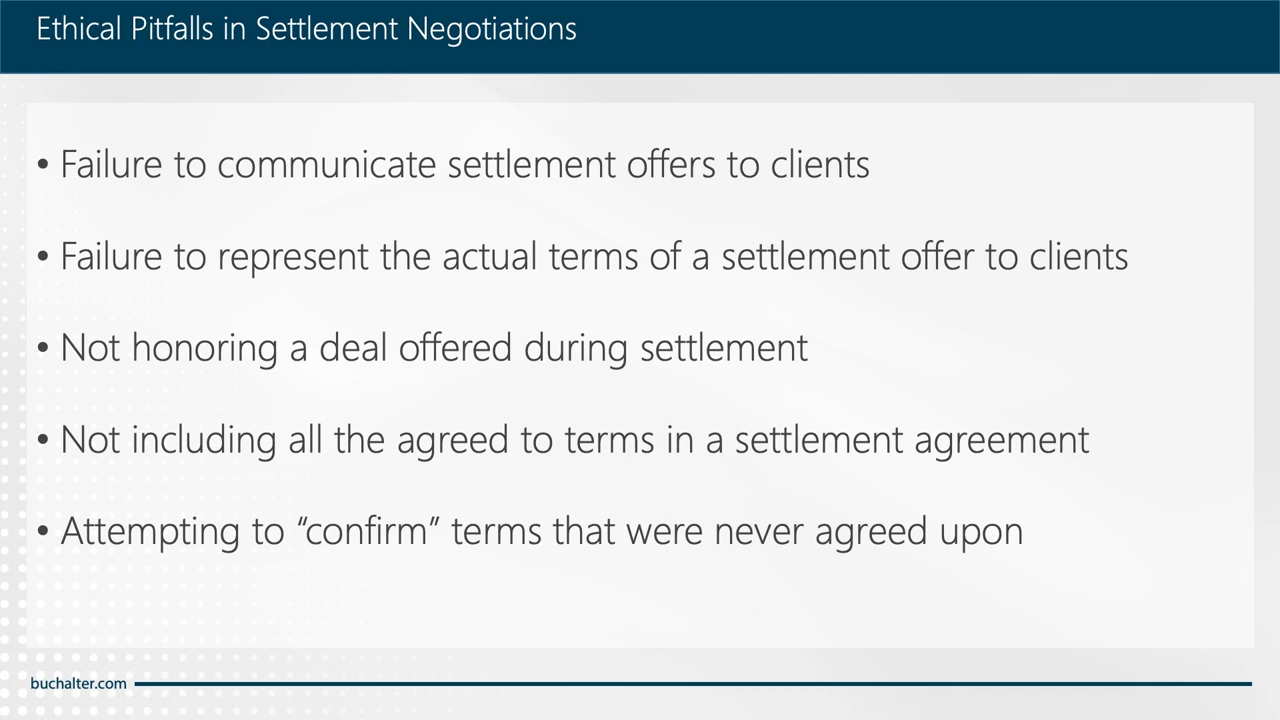 Ethical Pitfalls in Settlement Negotiations
• Failure to communicate settlement offers to clients
• Failure to represent the actual terms of a settlement offer to clients
• Not honoring a deal offered during settlement
• Not including all the agreed to terms in a settlement agreement
• Attempting to “confirm” terms that were never agreed upon
buchalter.com